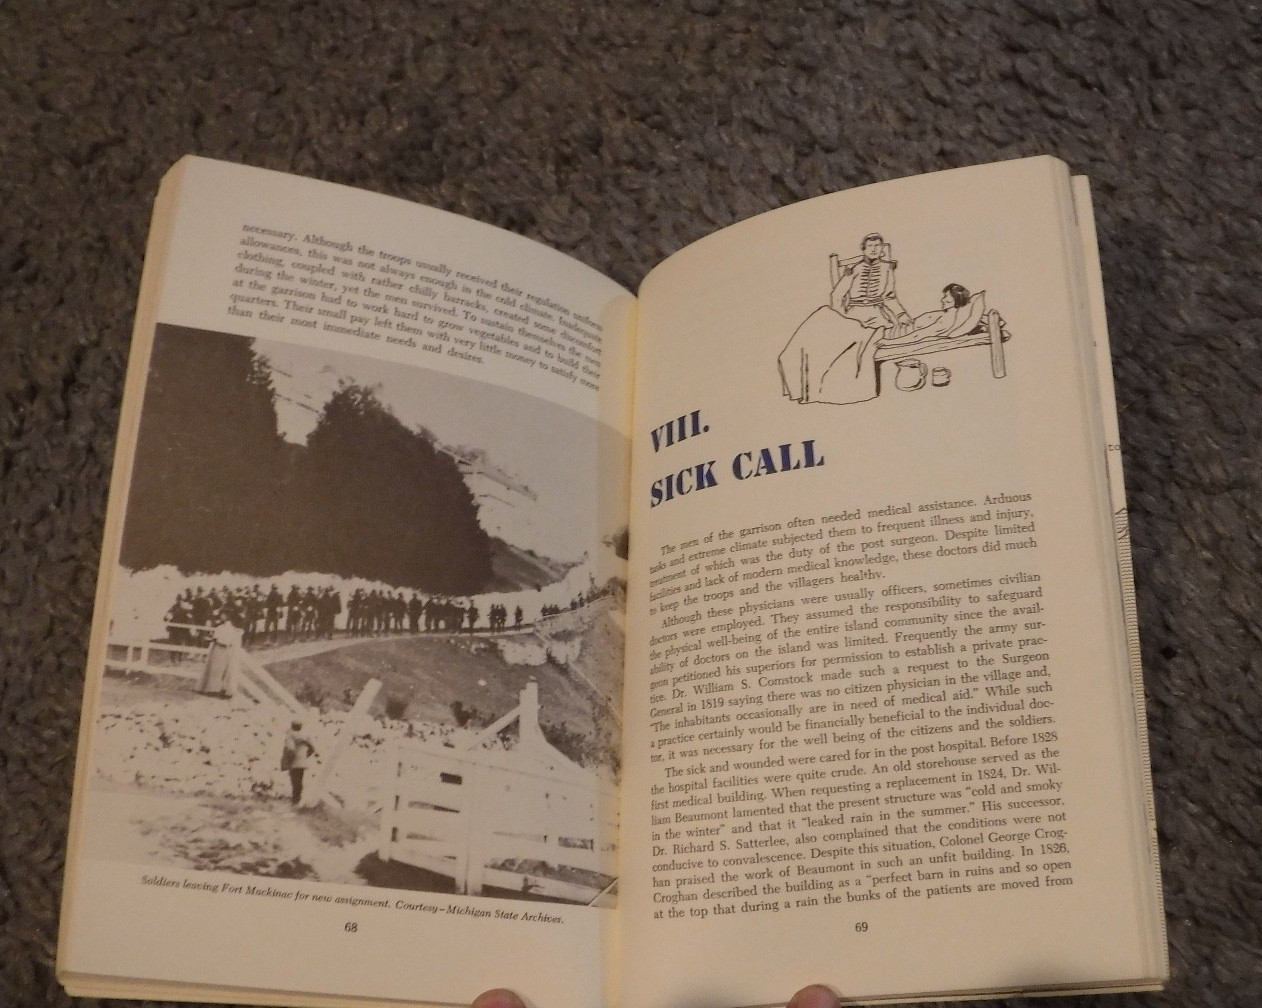 necessary. Although the troops usually received their regulation uniform
allowances, this was not always enough in the cold climate. Inadequate
clothing, coupled with rather chilly barracks, created some discomfort
during the winter, yet the men survived. To sustain themselves the men
at the garrison had to work hard to grow vegetables and to build their
quarters. Their small pay left them with very little money to satisfy more
than their most immediate needs and desires.
Soldiers leaving Fort Mackinac for new assignment. Courtesy—Michigan State Archives.
68
VIII.
SICK CALL
The men of the garrison often needed medical assistance. Arduous
tasks and extreme climate subjected them to frequent illness and injury,
treatment of which was the duty of the post surgeon. Despite limited
facilities and lack of modern medical knowledge, these doctors did much
to keep the troops and the villagers healthy.
Although these physicians were usually officers, sometimes civilian
doctors were employed. They assumed the responsibility to safeguard
the physical well-being of the entire island community since the avail-
ability of doctors on the island was limited. Frequently the army sur-
geon petitioned his superiors for permission to establish a private prac-
tice. Dr. William S. Comstock made such a request to the Surgeon
General in 1819 saying there was no citizen physician in the village and,
"The inhabitants occasionally are in need of medical aid." While such
a practice certainly would be financially beneficial to the individual doc-
tor, it was necessary for the well being of the citizens and the soldiers.
The sick and wounded were cared for in the post hospital. Before 1828
the hospital facilities were quite crude. An old storehouse served as the
first medical building. When requesting a replacement in 1824, Dr. Wil-
liam Beaumont lamented that the present structure was "cold and smoky
in the winter" and that it "leaked rain in the summer." His successor,
Dr. Richard S. Satterlee, also complained that the conditions were not
conducive to convalescence. Despite this situation, Colonel George Crog-
han praised the work of Beaumont in such an unfit building. In 1826,
Croghan described the building as a "perfect barn in ruins and so open
at the top that during a rain the bunks of the patients are moved from
69
to